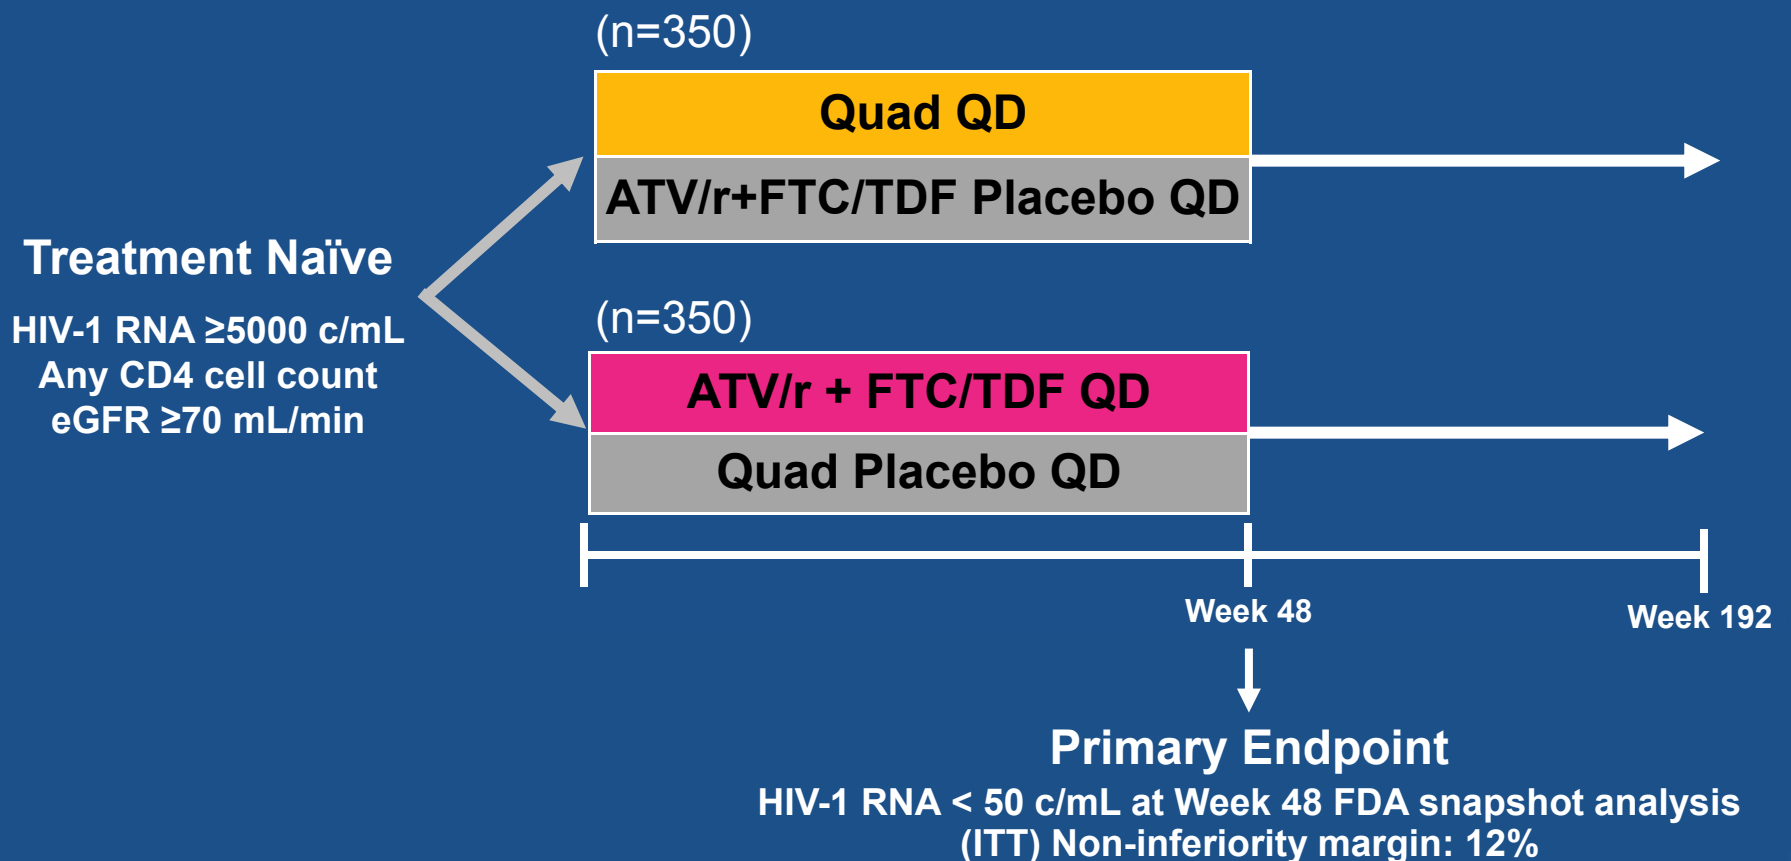 (n=350)
Quad QD
ATV/r+FTC/TDF Placebo QD
Treatment Naïve
HIV-1 RNA ≥5000 c/mL
Any CD4 cell count
eGFR ≥70 mL/min
(n=350)
ATV/r + FTC/TDF QD
Quad Placebo QD
Week 48
Week 192
Primary Endpoint
HIV-1 RNA < 50 c/mL at Week 48 FDA snapshot analysis
(ITT) Non-inferiority margin: 12%